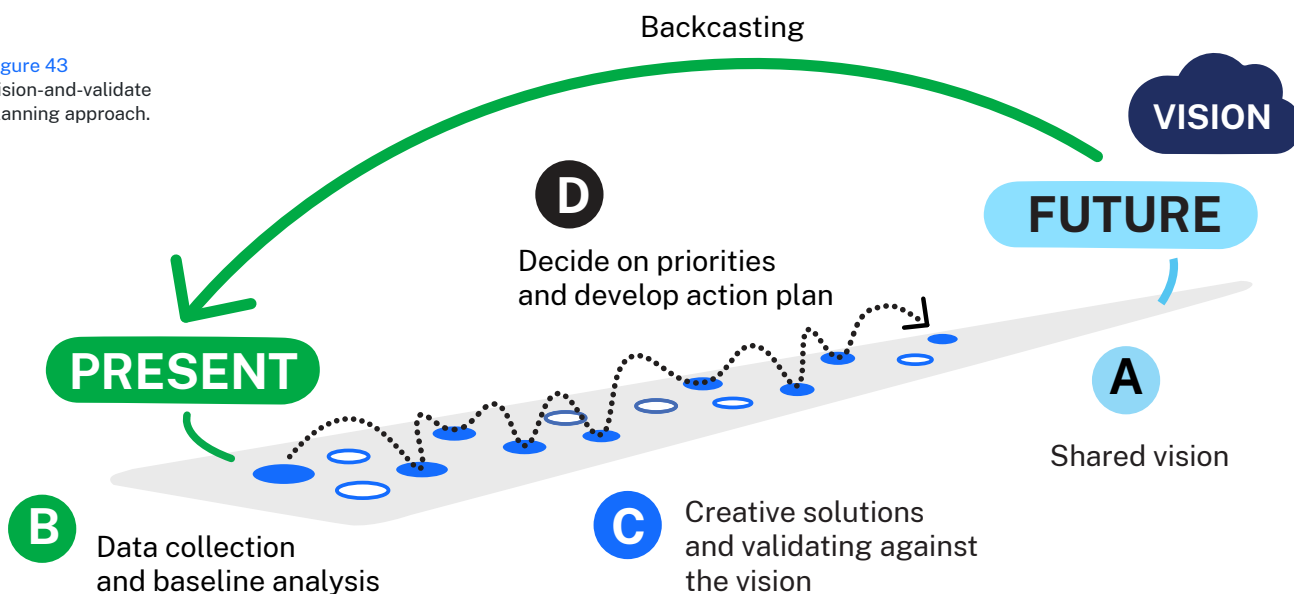 Backcasting
gure 43
ision-and-validate
anning approach.
VISION
D
FUTURE
Decide on priorities
and develop action plan
PRESENT
A
Shared vision
B
Data collection
and baseline analysis
C
Creative solutions
and validating against
the vision